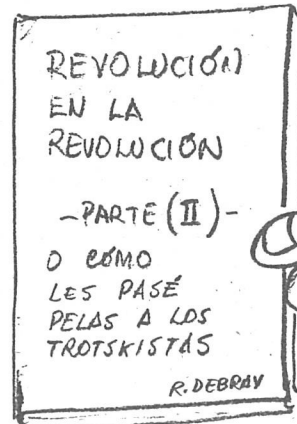 REVOLUCIÓN
EN LA
REVOLUCIÓN
-PARTE (II)-
O CÓMO
LES PASÉ
PELAS A LOS
TROTSKISTAS
R. DEBRAY